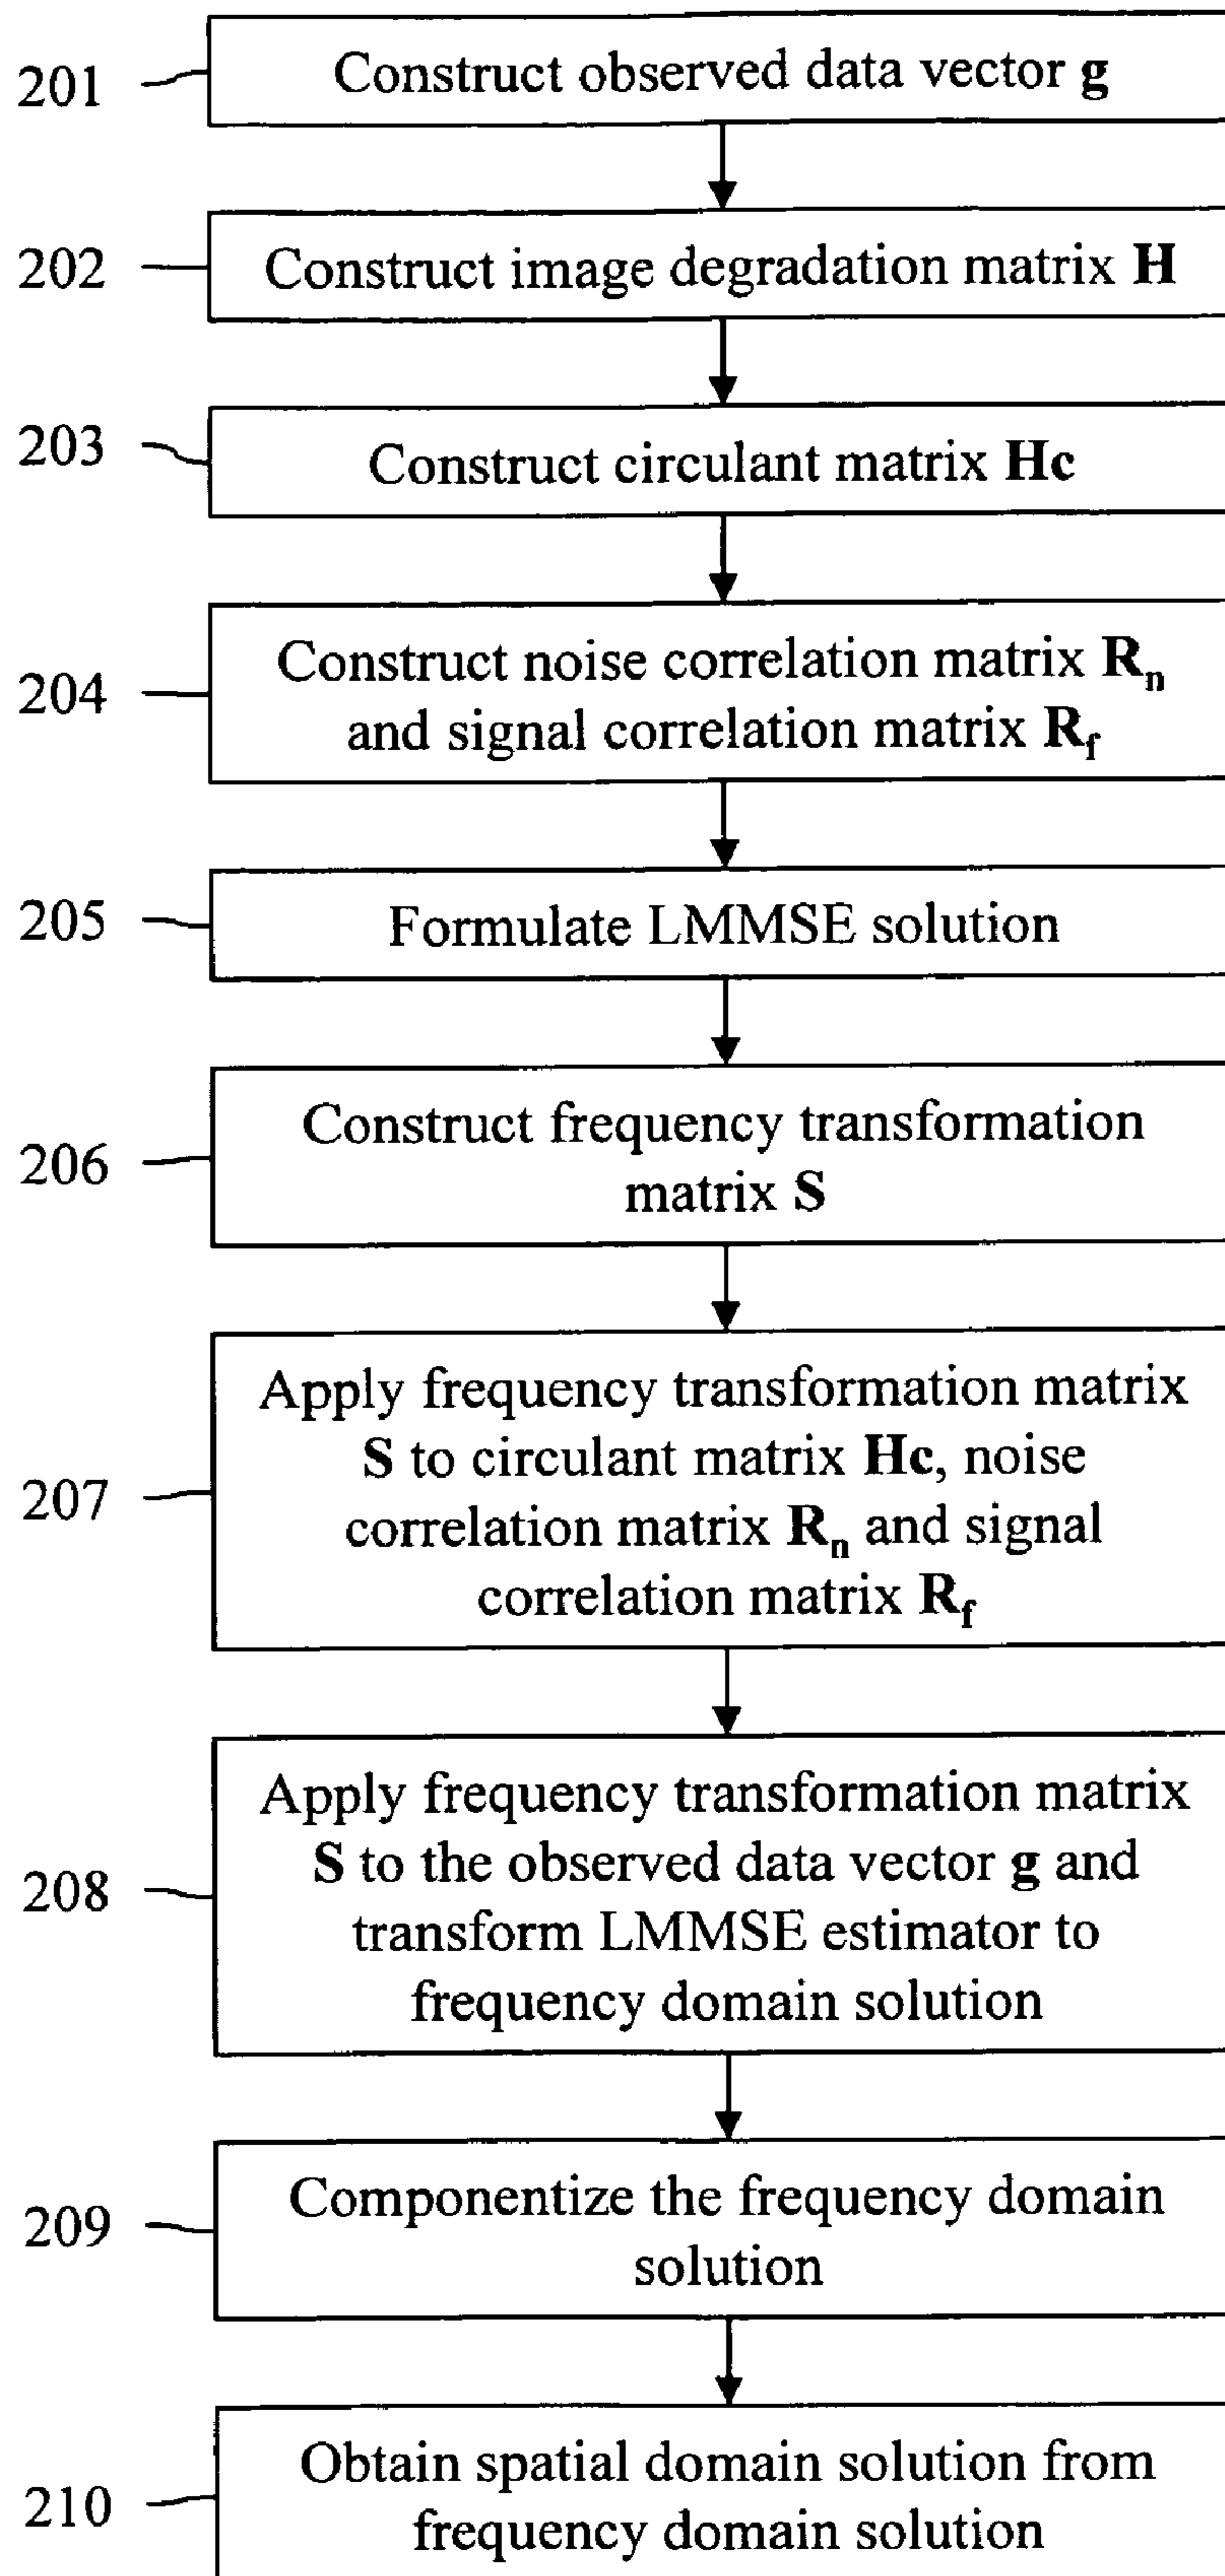 201
Construct observed data vector g
202
Construct image degradation matrix H
203
Construct circulant matrix Hc
204
Construct noise correlation matrix Rn
and signal correlation matrix Rf
205
Formulate LMMSE solution
206
Construct frequency transformation
matrix S
207
Apply frequency transformation matrix
S to circulant matrix Hc, noise
correlation matrix Rn and signal
correlation matrix Rf
208
Apply frequency transformation matrix
S to the observed data vector g and
transform LMMSE estimator to
frequency domain solution
209
Componentize the frequency domain
solution
210
Obtain spatial domain solution from
frequency domain solution